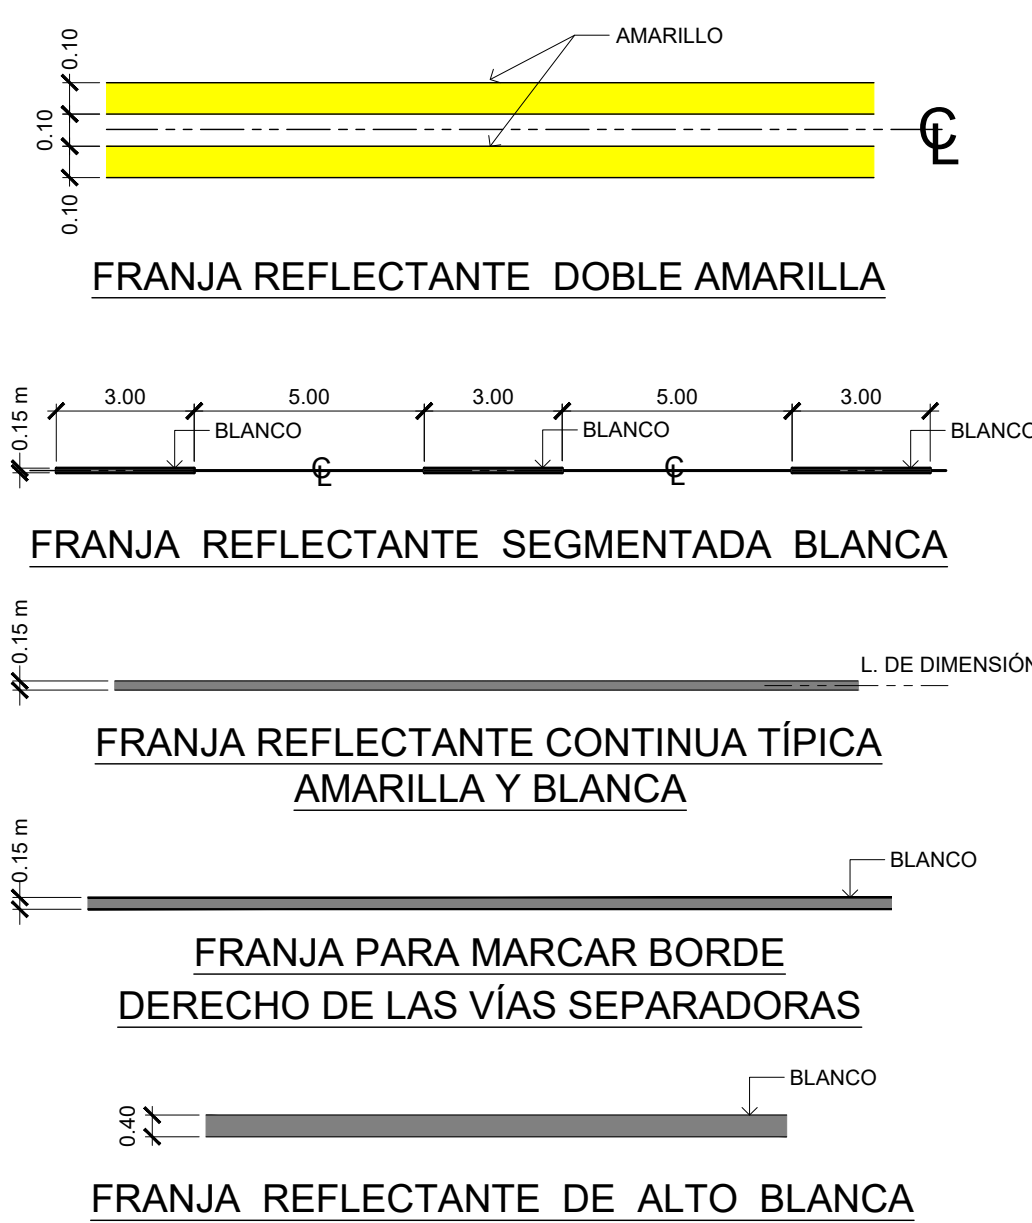 AMARILLO
0.10
0.10
0.10
℄
FRANJA REFLECTANTE DOBLE AMARILLA
0.15 m
3.00
5.00
3.00
5.00
3.00
BLANCO
BLANCO
BLANCO
℄
℄
FRANJA REFLECTANTE SEGMENTADA BLANCA
0.15 m
L. DE DIMENSIÓN
FRANJA REFLECTANTE CONTINUA TÍPICA
AMARILLA Y BLANCA
0.15 m
BLANCO
FRANJA PARA MARCAR BORDE
DERECHO DE LAS VÍAS SEPARADORAS
BLANCO
0.40
FRANJA REFLECTANTE DE ALTO BLANCA